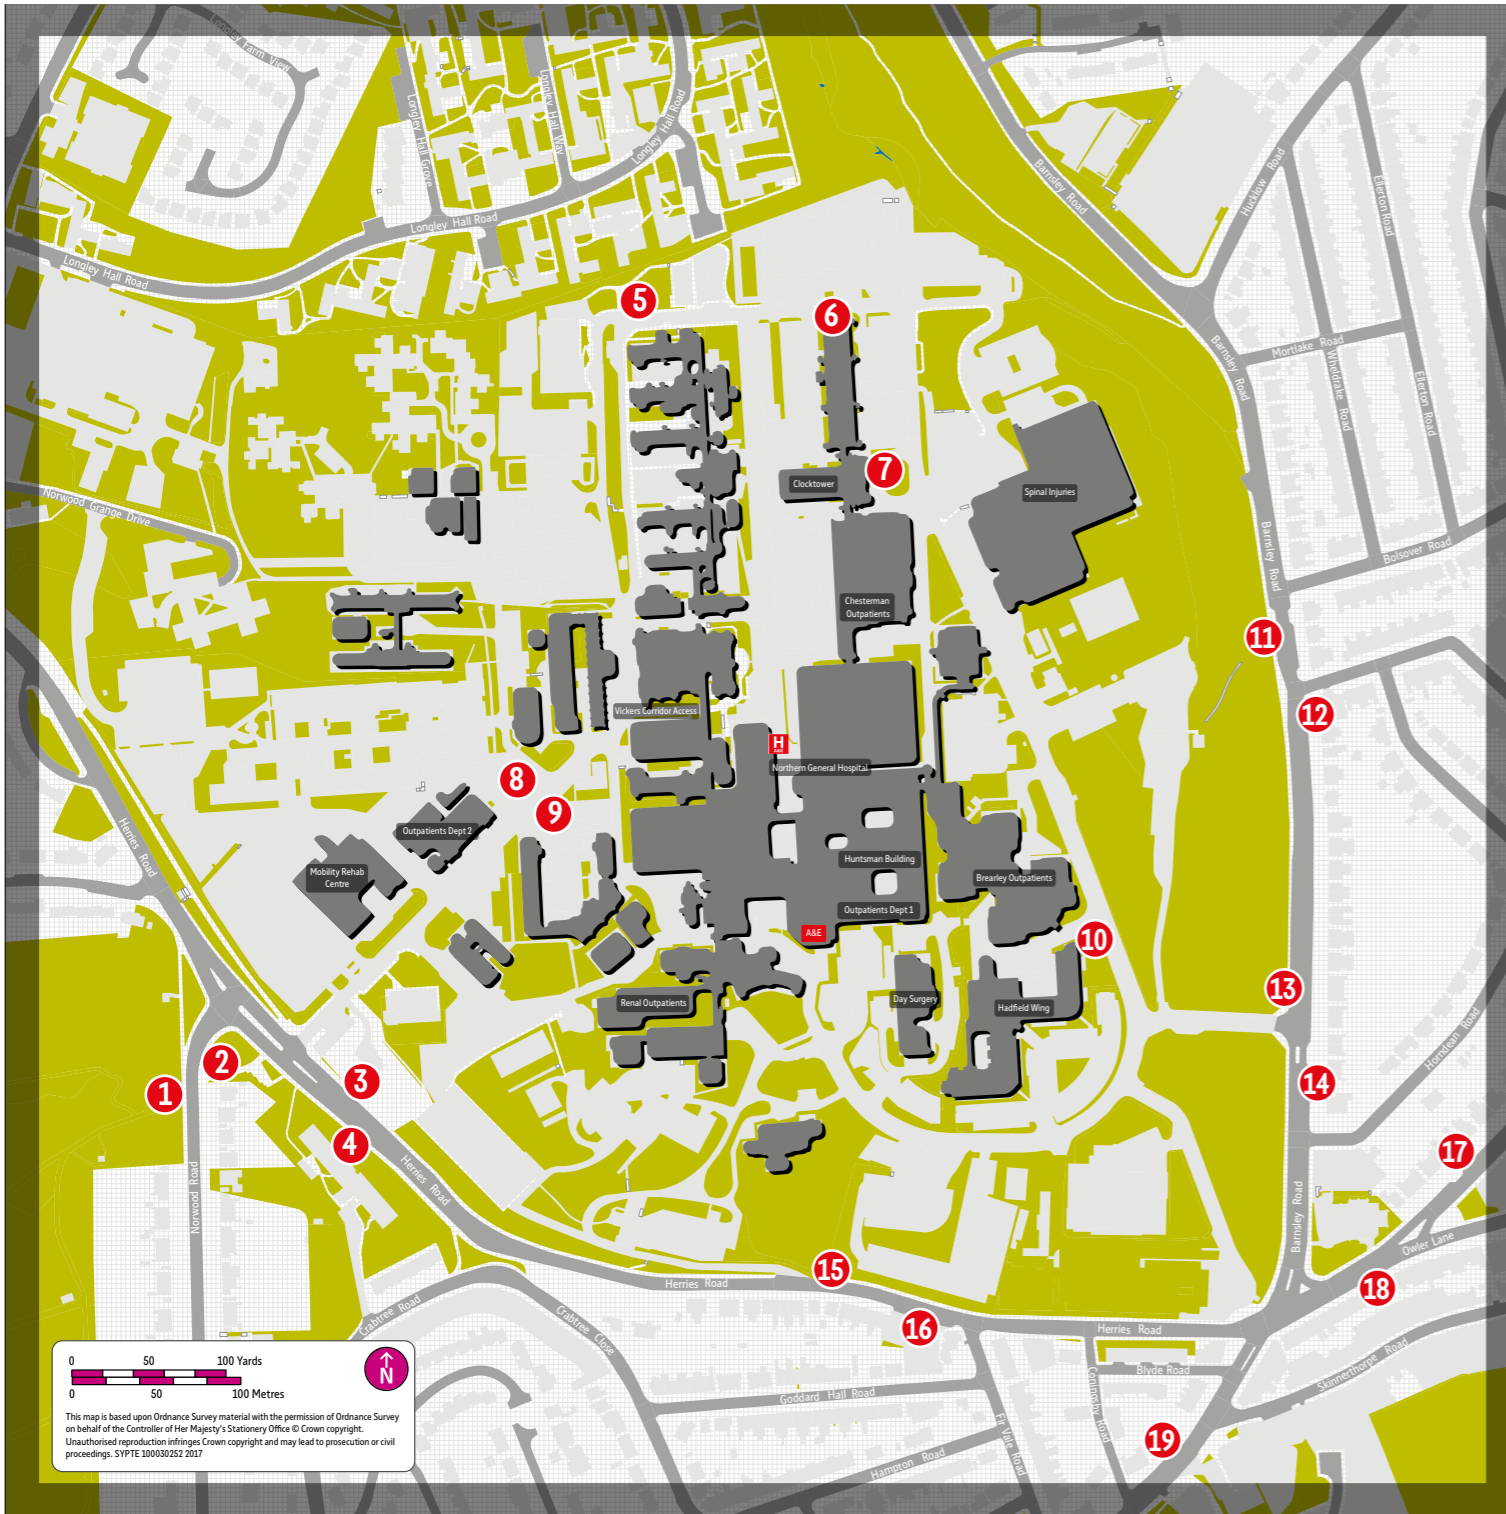 Longley Farm View
Longley Hall Grove
Longley Hall Way
Longley Hall Road
Longley Hall Road
Longley Hall Road
Barnsley Road
Hucklow Road
Ellerton Road
5
6
Mortlake Road
Wheldrake Road
Ellerton Road
Barnsley Road
7
Clocktower
Spinal Injuries
Norwood Grange Drive
Barnsley Road
Bolsover Road
Chesterman
Outpatients
11
12
Vickers Corridor Access
H
A&E
Northern General Hospital
8
9
Herries Road
Outpatients Dept 2
Mobility Rehab
Centre
Huntsman Building
Brearley Outpatients
Outpatients Dept 1
A&E
10
Renal Outpatients
Day Surgery
Hadfield Wing
13
Horndean Road
1
2
3
4
14
17
Herries Road
Norwood Road
Barnsley Road
Owler Lane
15
18
Herries Road
16
Herries Road
Crabtree Road
Crabtree Close
Blyde Road
Skinnerthorpe Road
Coningsby Road
Goddard Hall Road
Fir Vale Road
Hampton Road
19
0 50 100 Yards
0 50 100 Metres
N
This map is based upon Ordnance Survey material with the permission of Ordnance Survey
on behalf of the Controller of Her Majesty's Stationery Office © Crown copyright.
Unauthorised reproduction infringes Crown copyright and may lead to prosecution or civil
proceedings. SYPTE 100030252 2017